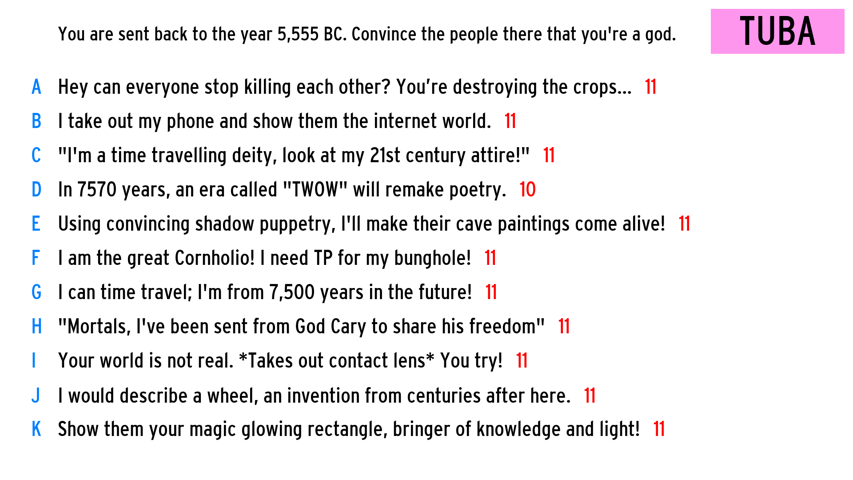 You are sent back to the year 5,555 BC. Convince the people there that you're a god.
TUBA
A Hey can everyone stop killing each other? You’re destroying the crops... 11
B I take out my phone and show them the internet world. 11
C "I'm a time travelling deity, look at my 21st century attire!" 11
D In 7570 years, an era called "TWOW" will remake poetry. 10
E Using convincing shadow puppetry, I'll make their cave paintings come alive! 11
F I am the great Cornholio! I need TP for my bunghole! 11
G I can time travel; I'm from 7,500 years in the future! 11
H "Mortals, I've been sent from God Cary to share his freedom" 11
I Your world is not real. *Takes out contact lens* You try! 11
J I would describe a wheel, an invention from centuries after here. 11
K Show them your magic glowing rectangle, bringer of knowledge and light! 11